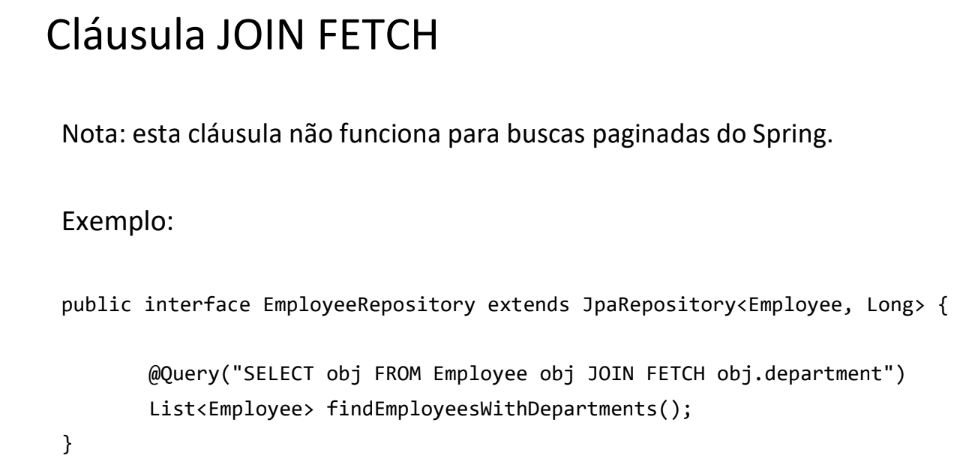 Cláusula JOIN FETCH
Nota: esta cláusula não funciona para buscas paginadas do Spring.
Exemplo:
public interface EmployeeRepository extends JpaRepository<Employee, Long> {
@Query("SELECT obj FROM Employee obj JOIN FETCH obj.department")
List<Employee> findEmployeesWithDepartments();
}